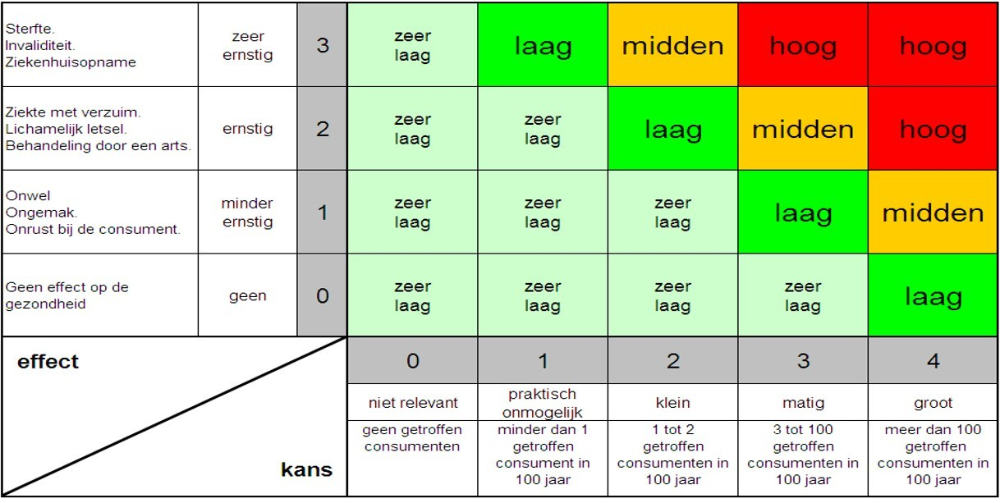 Sterfte.
Invaliditeit.
Ziekenhuisopname
zeer
ernstig
3
zeer
laag
laag
midden
hoog
hoog
Ziekte met verzuim.
Lichamelijk letsel.
Behandeling door een arts.
ernstig
2
zeer
laag
zeer
laag
laag
midden
hoog
Onwel
Ongemak.
Onrust bij de consument.
minder
ernstig
1
zeer
laag
zeer
laag
zeer
laag
laag
midden
Geen effect op de
gezondheid
geen
0
zeer
laag
zeer
laag
zeer
laag
zeer
laag
laag
effect
kans
0
1
2
3
4
niet relevant
praktisch
onmogelijk
klein
matig
groot
geen getroffen
consumenten
minder dan 1
getroffen
consument in
100 jaar
1 tot 2
getroffen
consumenten in
100 jaar
3 tot 100
getroffen
consumenten in
100 jaar
meer dan 100
getroffen
consumenten in
100 jaar